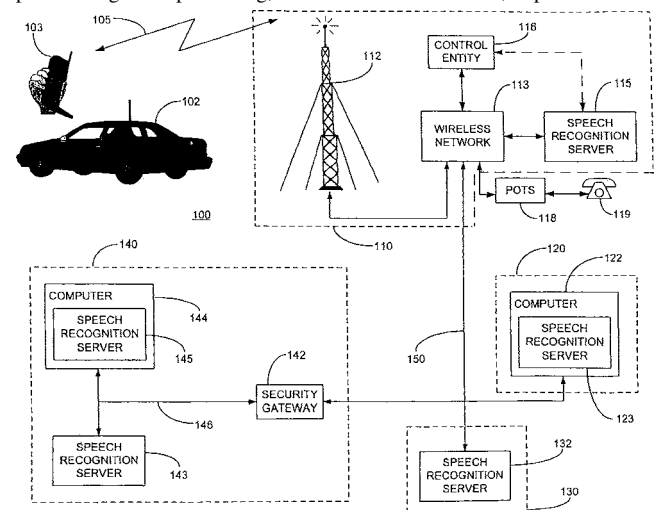 105
103
102
100
112
116
CONTROL
ENTITY
113
WIRELESS
NETWORK
115
SPEECH
RECOGNITION
SERVER
POTS
118
119
110
140
COMPUTER
144
SPEECH
RECOGNITION
SERVER
145
142
SECURITY
GATEWAY
146
SPEECH
RECOGNITION
SERVER
143
150
120
122
COMPUTER
SPEECH
RECOGNITION
SERVER
123
132
SPEECH
RECOGNITION
SERVER
130